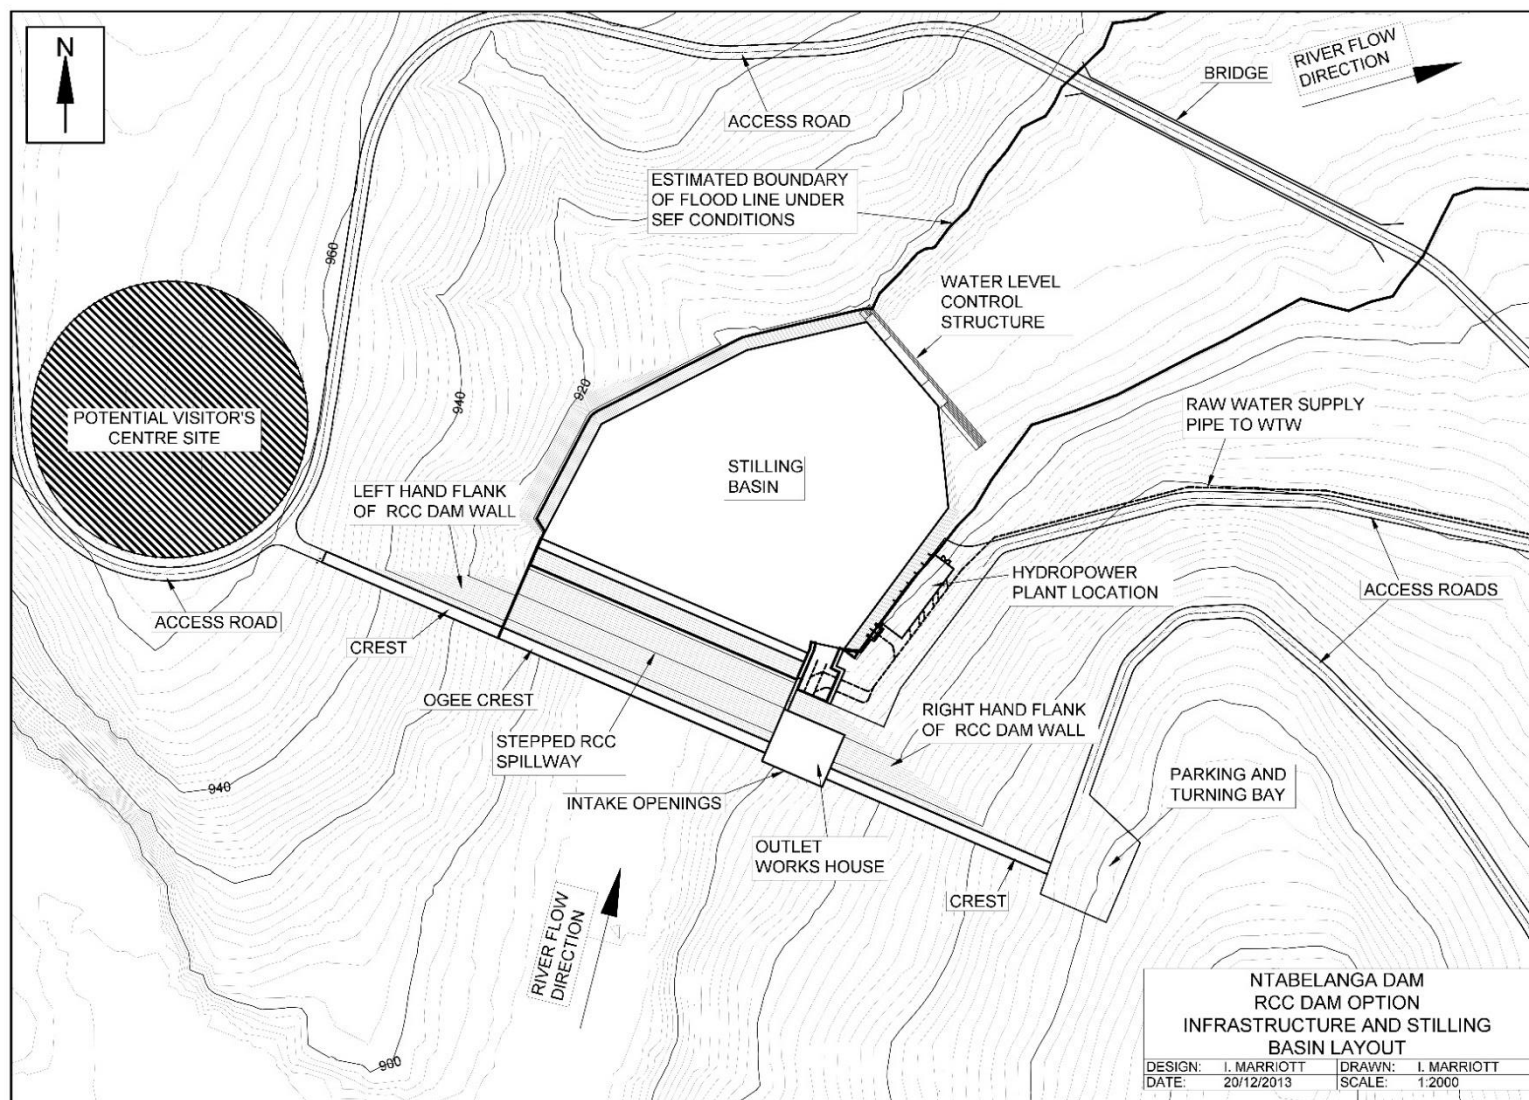 N
RIVER FLOW
DIRECTION
BRIDGE
ACCESS ROAD
ESTIMATED BOUNDARY
OF FLOOD LINE UNDER
SEF CONDITIONS
960
WATER LEVEL
CONTROL
STRUCTURE
920
940
POTENTIAL VISITOR'S
CENTRE SITE
RAW WATER SUPPLY
PIPE TO WTW
STILLING
BASIN
LEFT HAND FLANK
OF RCC DAM WALL
HYDROPOWER
PLANT LOCATION
ACCESS ROADS
ACCESS ROAD
CREST
OGEE CREST
STEPPED RCC
SPILLWAY
RIGHT HAND FLANK
OF RCC DAM WALL
940
INTAKE OPENINGS
PARKING AND
TURNING BAY
OUTLET
WORKS HOUSE
CREST
RIVER FLOW
DIRECTION
960
NTABELANGA DAM
RCC DAM OPTION
INFRASTRUCTURE AND STILLING
BASIN LAYOUT
DESIGN: I. MARRIOTT DRAWN: I. MARRIOTT
DATE: 20/12/2013 SCALE: 1:2000